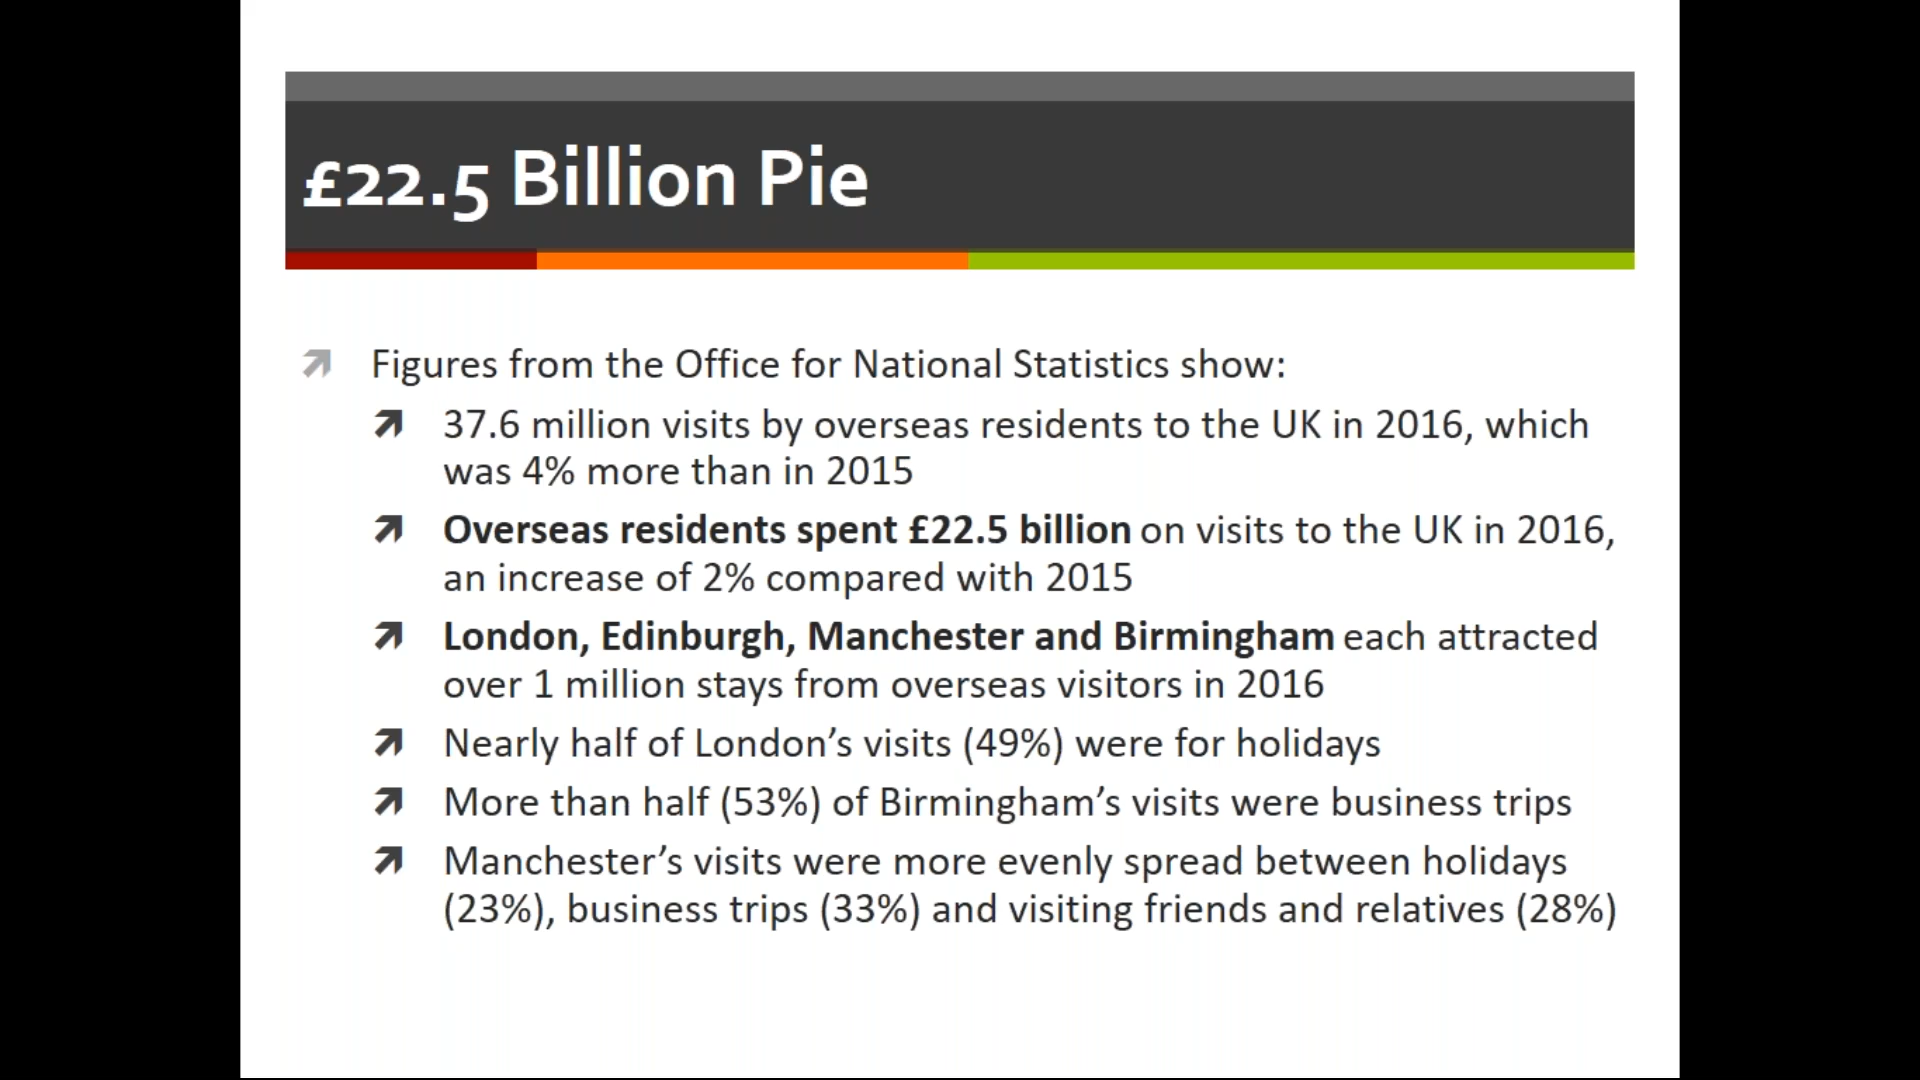 £22.5 Billion Pie
Figures from the Office for National Statistics show:
37.6 million visits by overseas residents to the UK in 2016, which
was 4% more than in 2015
Overseas residents spent £22.5 billion on visits to the UK in 2016,
an increase of 2% compared with 2015
London, Edinburgh, Manchester and Birmingham each attracted
over 1 million stays from overseas visitors in 2016
Nearly half of London’s visits (49%) were for holidays
More than half (53%) of Birmingham’s visits were business trips
Manchester’s visits were more evenly spread between holidays
(23%), business trips (33%) and visiting friends and relatives (28%)